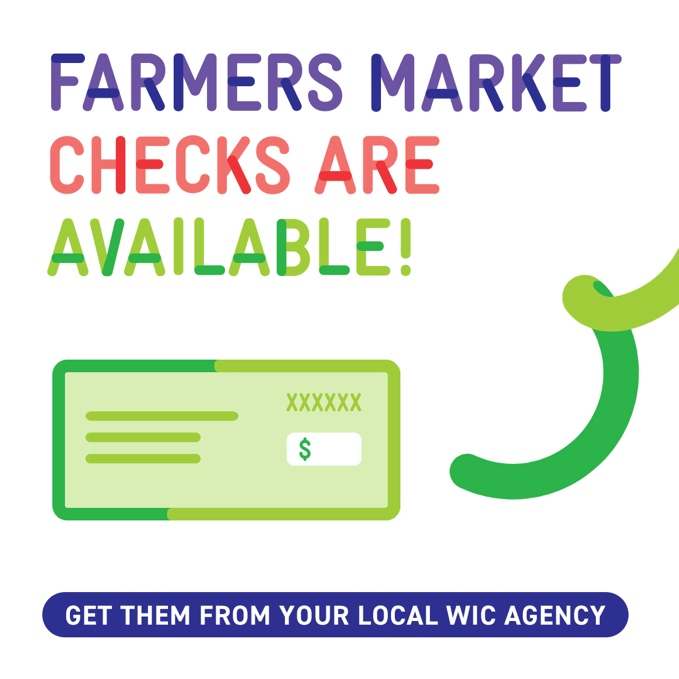 FARMERS MARKET
CHECKS ARE
AVAILABLE!
XXXXXX
$
GET THEM FROM YOUR LOCAL WIC AGENCY